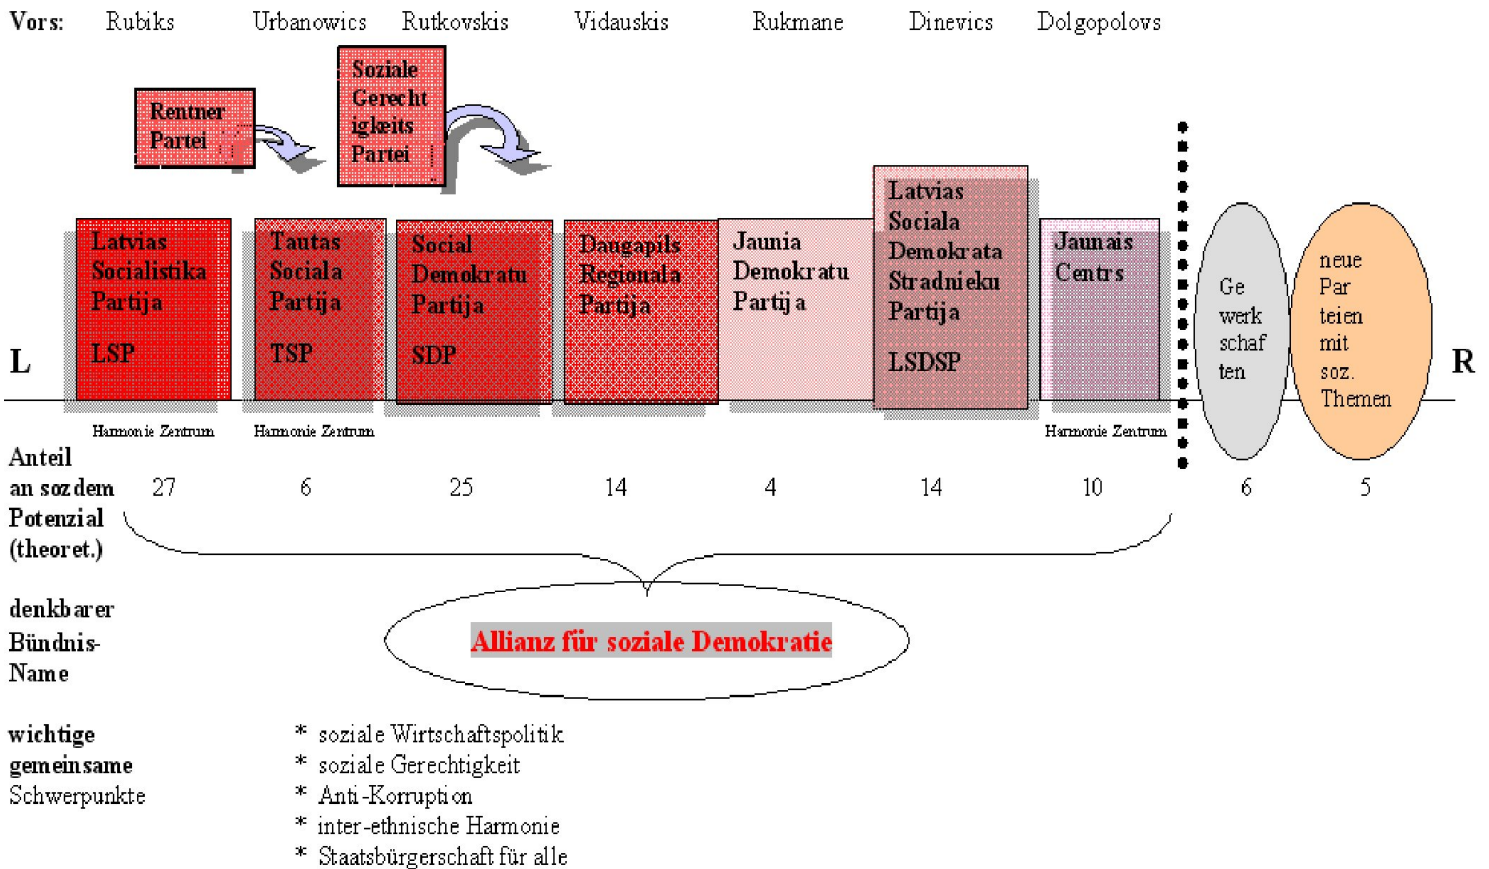 Vors: Rubiks Urbanowics Rutkovskis Vidauskis Rukmane Dinevics Dolgopolovs
Rentner
Partei
Soziale
Gerecht
igkeits
Partei
L
Latvias
Socialistika
Partija
LSP
Tautas
Sociala
Partija
TSP
Social
Demokratu
Partija
SDP
Daugapils
Regionala
Partija
Jaunia
Demokratu
Partija
Latvias
Sociala
Demokrata
Stradnieku
Partija
LSDSP
Jaunais
Centrs
Ge
werk
schaf
ten
neue
Par
teien
mit
soz.
Themen
R
Harmonie Zentrum Harmonie Zentrum Harmonie Zentrum
Anteil
an sozdem 27 6 25 14 4 14 10 6 5
Potenzial
(theoret.)
denkbarer
Bündnis-
Name
Allianz für soziale Demokratie
wichtige
gemeinsame
Schwerpunkte
* soziale Wirtschaftspolitik
* soziale Gerechtigkeit
* Anti-Korruption
* inter-ethnische Harmonie
* Staatsbürgerschaft für alle